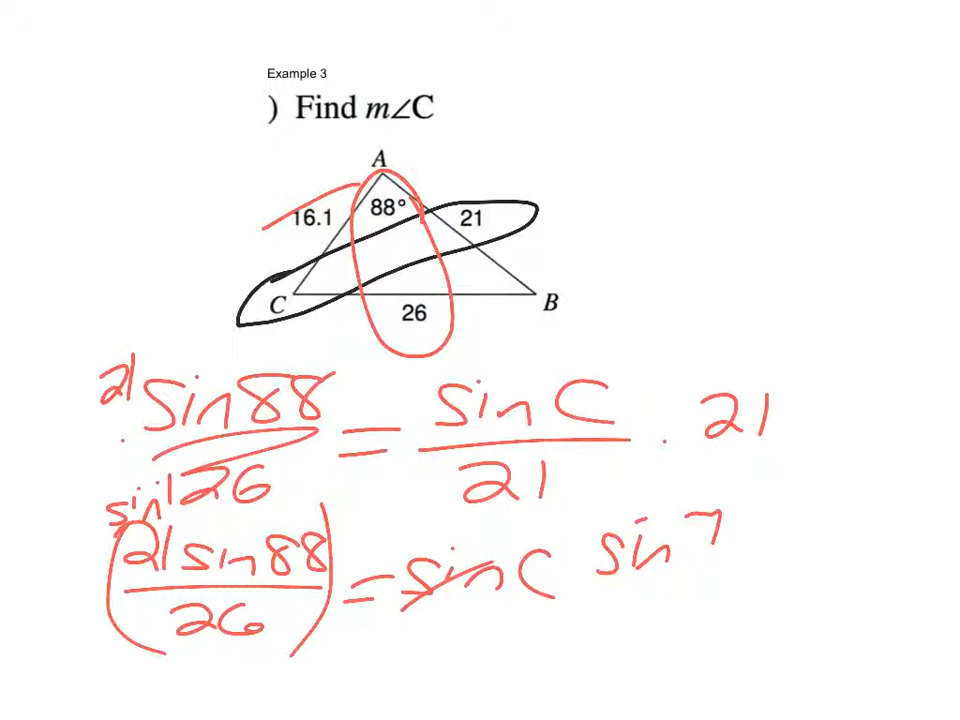 Example 3
) Find m∠C
A
16.1 88° 21
C B
26
21 · sin 88 / 26 = sin C / 21 · 21
sin⁻¹ (21 sin 88 / 26) = sin C sin⁻